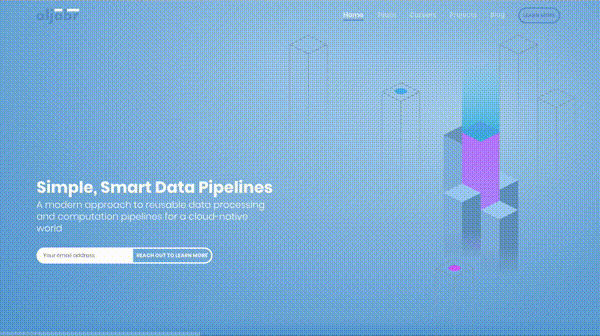 aljabr
Home Team Careers Projects Blog LEARN MORE
Simple, Smart Data Pipelines
A modern approach to reusable data processing
and computation pipelines for a cloud-native
world
Your email address REACH OUT TO LEARN MORE